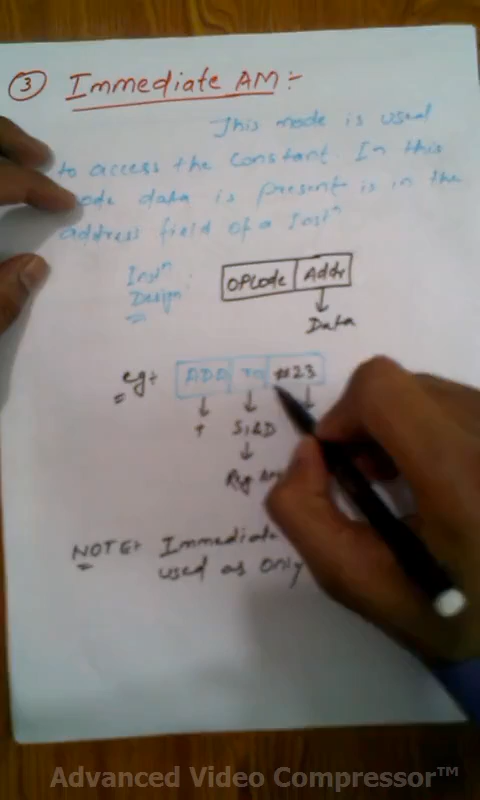 ③ Immediate AM:-
This mode is used
to access the constant. In this
mode data is present is in the
address field of a Instⁿ
Instⁿ Design:
OPCode Addr
Data
eg:
ADD r0 #23
+ S1&D
Reg
NOTE:- Immediate
used as only
Advanced Video Compressor™